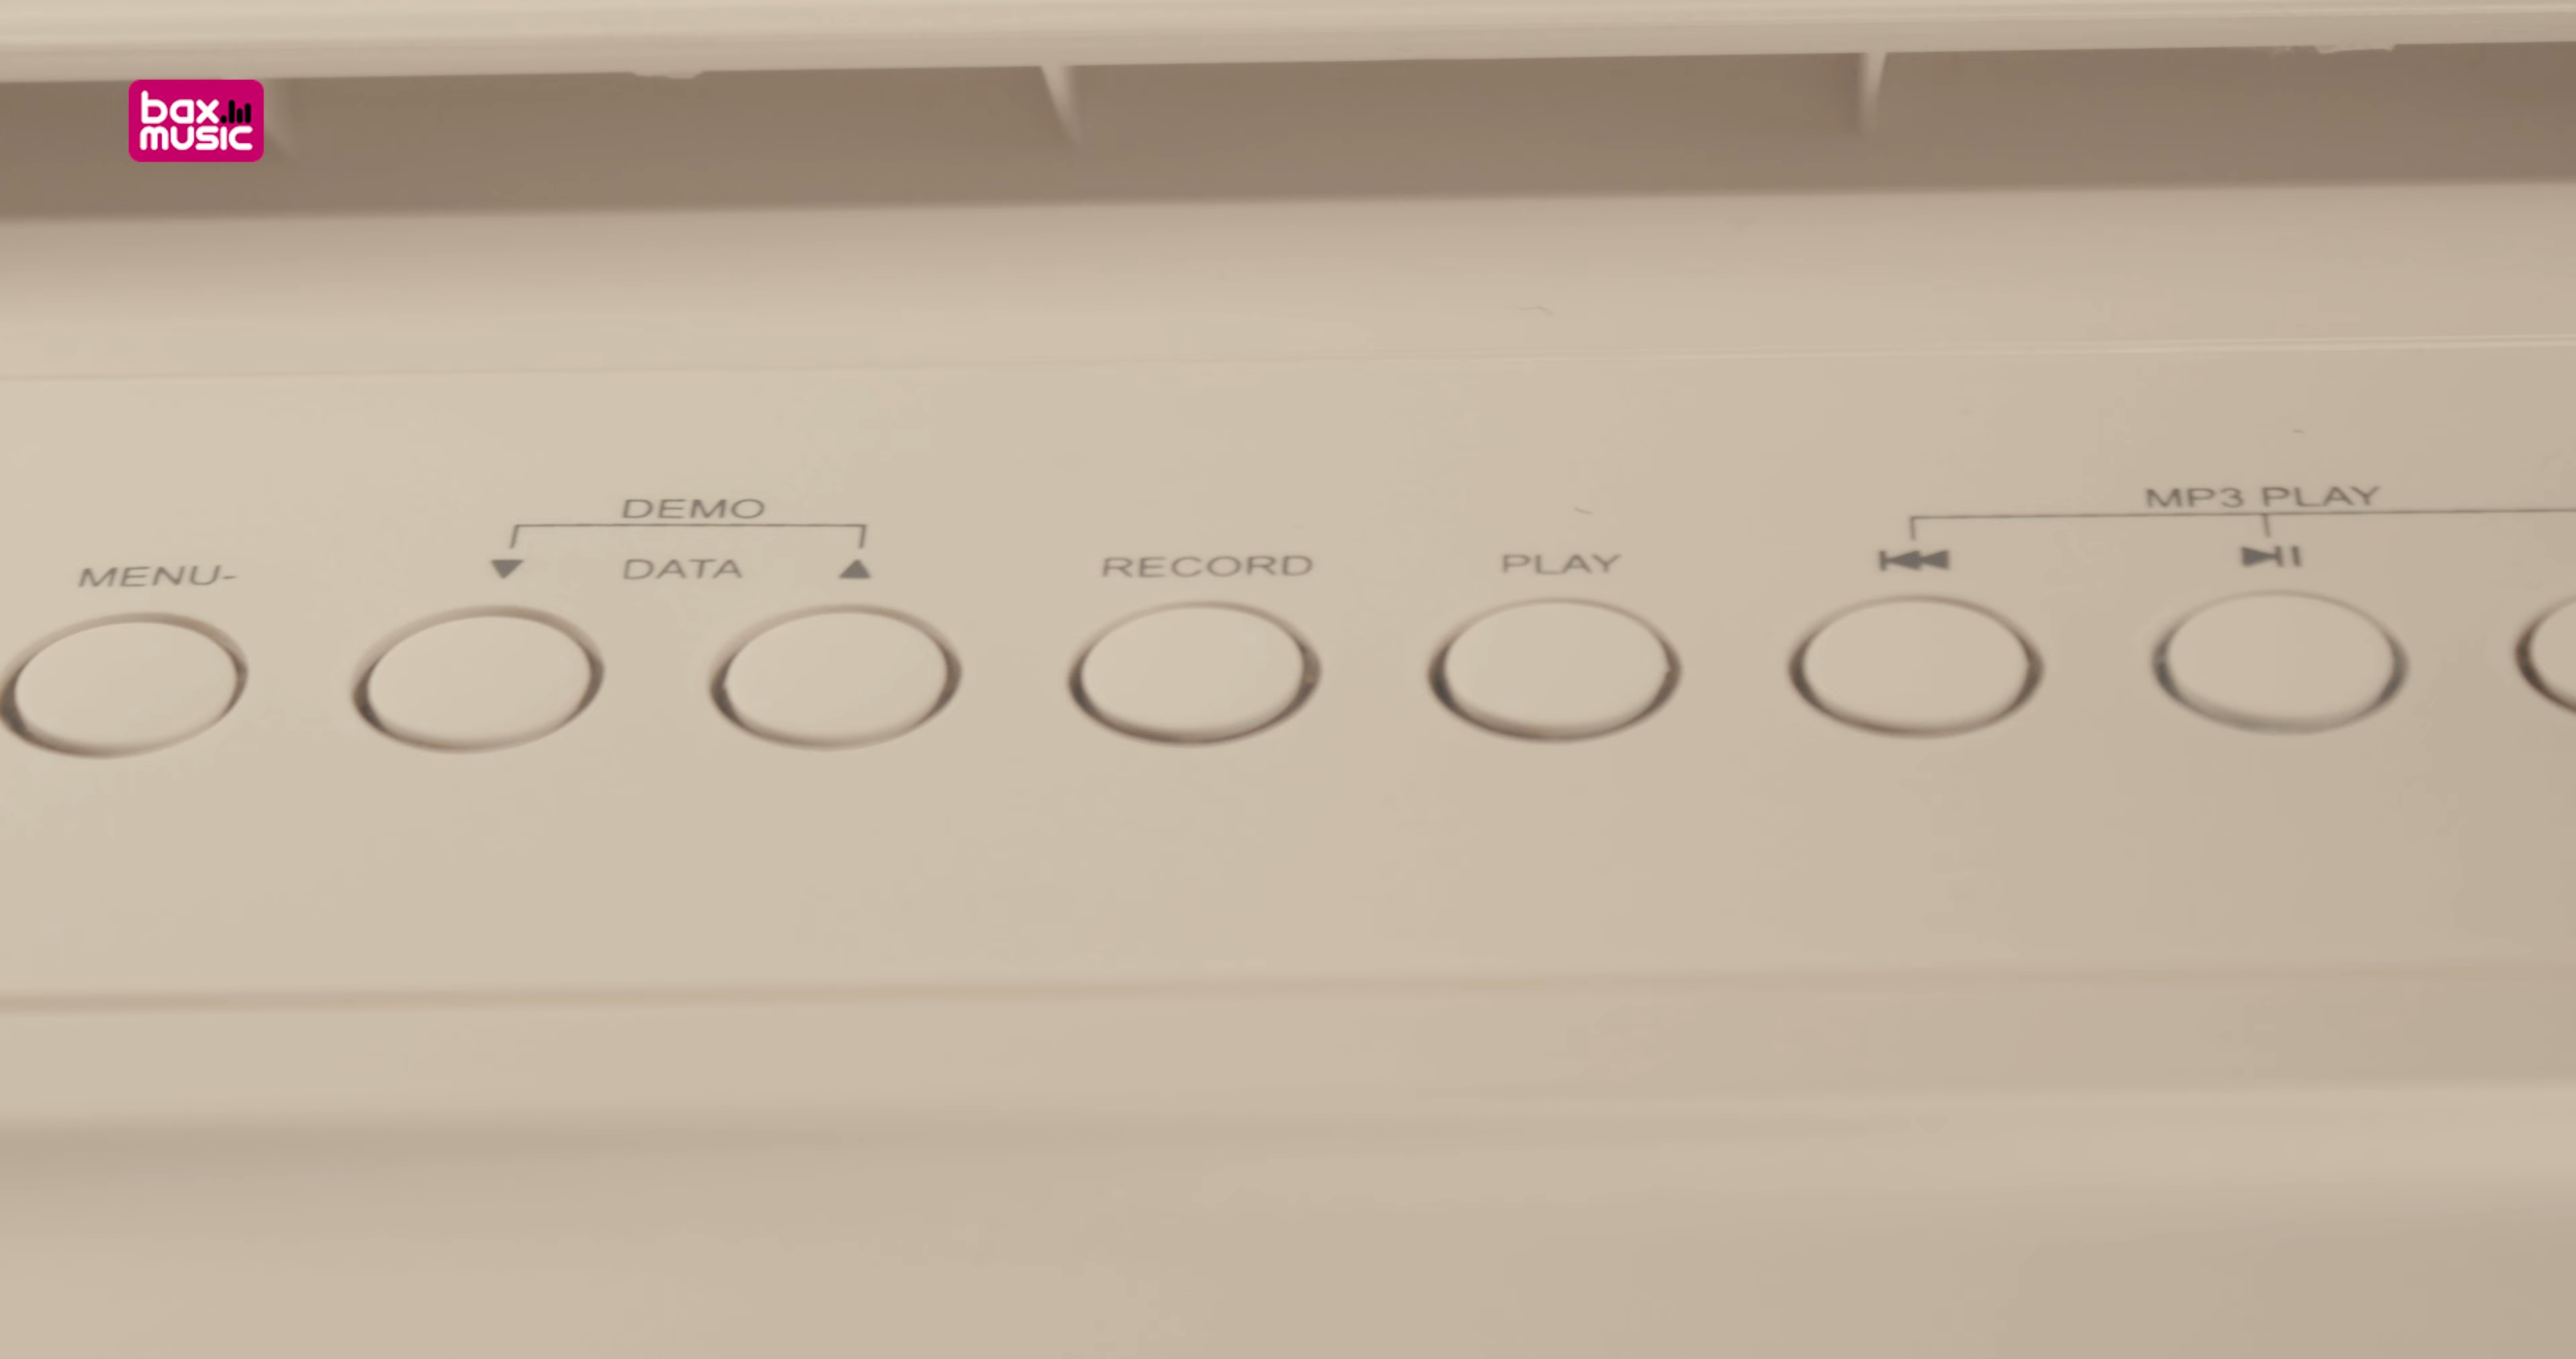 bax
music
DEMO
MP3 PLAY
MENU-
▼ DATA ▲
RECORD
PLAY